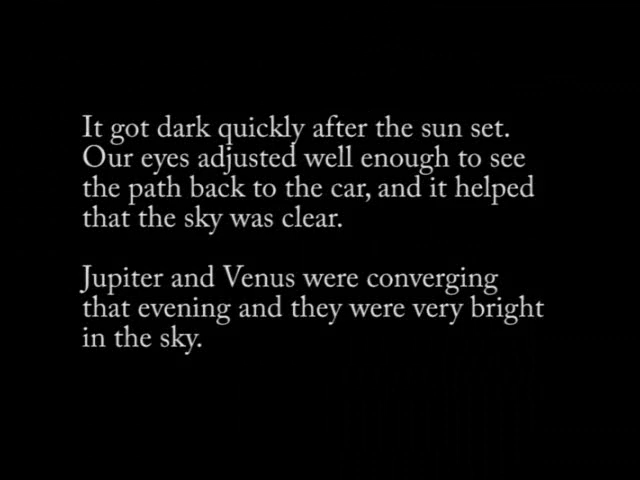 It got dark quickly after the sun set.
Our eyes adjusted well enough to see
the path back to the car, and it helped
that the sky was clear.
Jupiter and Venus were converging
that evening and they were very bright
in the sky.